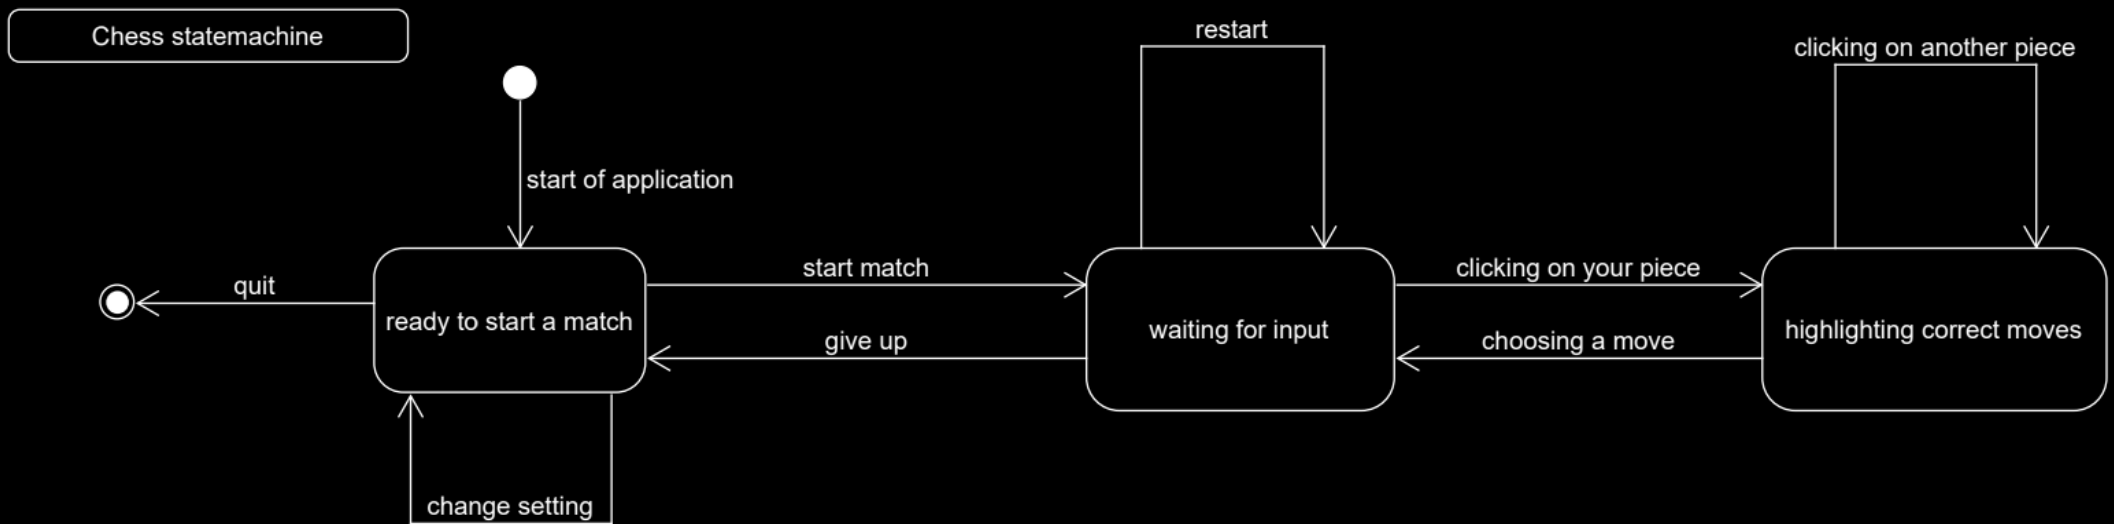 Chess statemachine
restart
clicking on another piece
start of application
quit
start match
clicking on your piece
ready to start a match
waiting for input
highlighting correct moves
give up
choosing a move
change setting